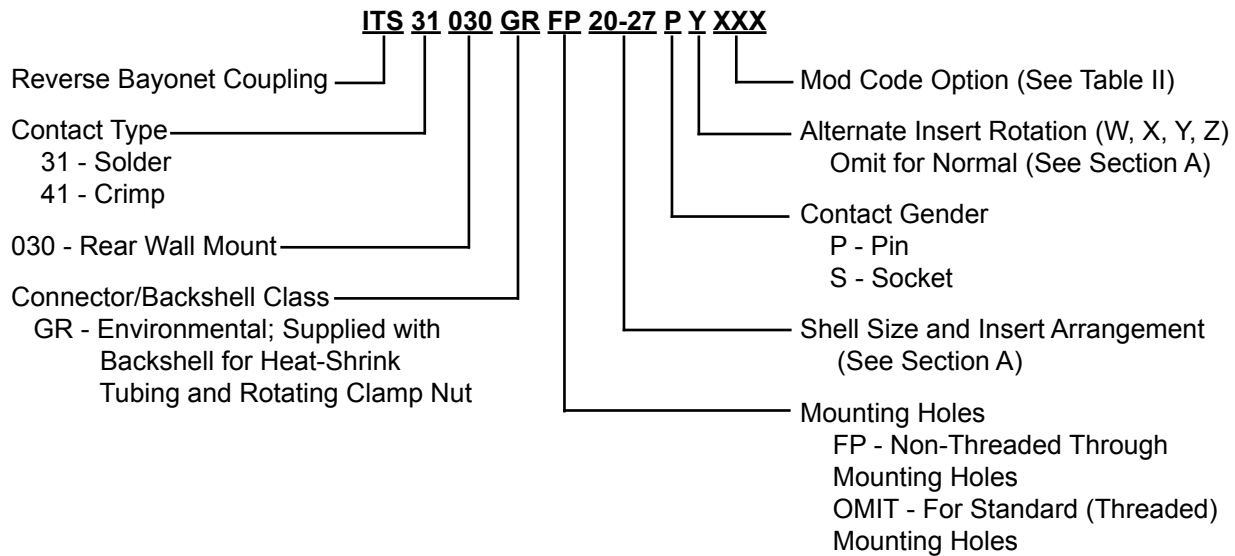 ITS 31 030 GR FP 20-27 P Y XXX
Reverse Bayonet Coupling
Contact Type
31 - Solder
41 - Crimp
030 - Rear Wall Mount
Connector/Backshell Class
GR - Environmental; Supplied with
Backshell for Heat-Shrink
Tubing and Rotating Clamp Nut
Mod Code Option (See Table II)
Alternate Insert Rotation (W, X, Y, Z)
Omit for Normal (See Section A)
Contact Gender
P - Pin
S - Socket
Shell Size and Insert Arrangement
(See Section A)
Mounting Holes
FP - Non-Threaded Through
Mounting Holes
OMIT - For Standard (Threaded)
Mounting Holes